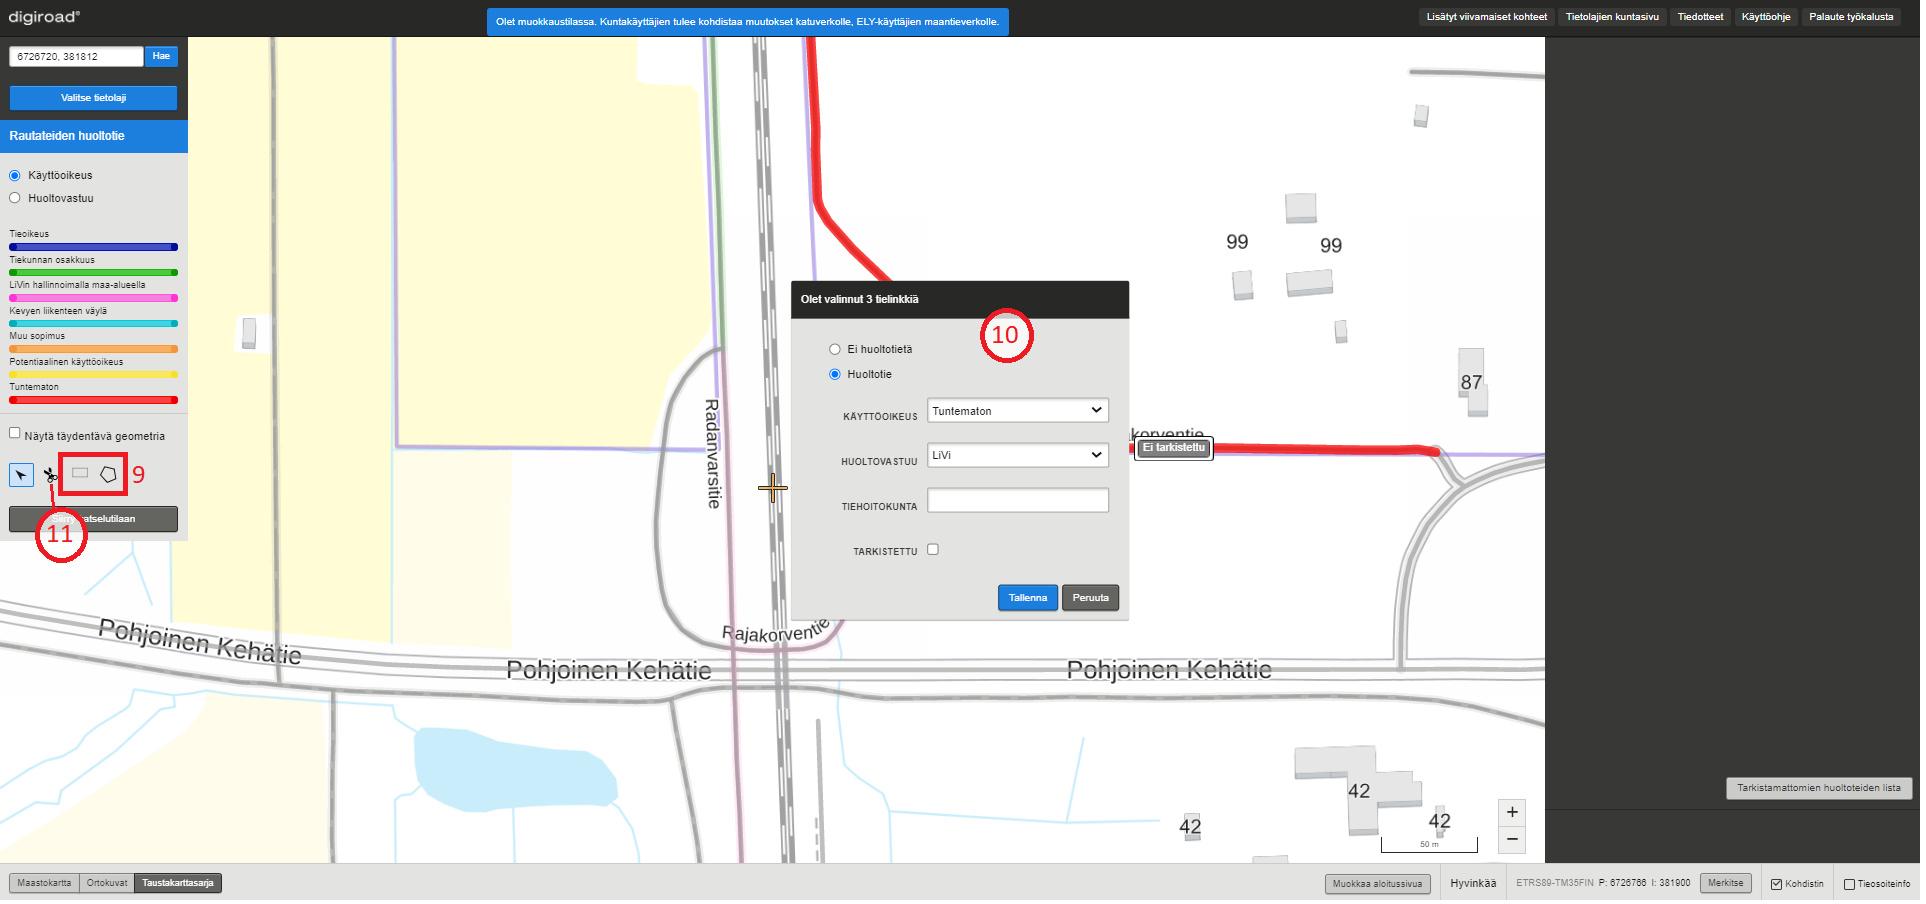 digiroad®
Olet muokkaustilassa. Kuntakäyttäjien tulee kohdistaa muutokset katuverkolle, ELY-käyttäjien maantieverkolle.
Lisätyt viivamaiset kohteet
Tietolajien kuntasivu
Tiedotteet
Käyttöohje
Palaute työkalusta
6726720, 381812
Hae
Valitse tietolaji
Rautateiden huoltotie
Käyttöoikeus
Huoltovastuu
Tieoikeus
Tiekunnan osakkuus
LiVin hallinnoimalla maa-alueella
Kevyen liikenteen väylä
Muu sopimus
Potentiaalinen käyttöoikeus
Tuntematon
Näytä täydentävä geometria
9
11
99
99
87
Olet valinnut 3 tielinkkiä
10
Ei huoltotietä
Huoltotie
KÄYTTÖOIKEUS
Tuntematon
HUOLTOVASTUU
LiVi
TIEHOITOKUNTA
TARKISTETTU
Tallenna
Peruuta
Ei tarkistettu
Radanvarsitie
Rajakorventie
Pohjoinen Kehätie
Pohjoinen Kehätie
Pohjoinen Kehätie
42
42
42
+
−
50 m
Tarkistamattomien huoltoteiden lista
Maastokartta
Ortokuvat
Taustakarttasarja
Muokkaa aloitussivua
Hyvinkää
ETRS89-TM35FIN P: 6726766 I: 381900
Merkitse
Kohdistin
Tieosoiteinfo